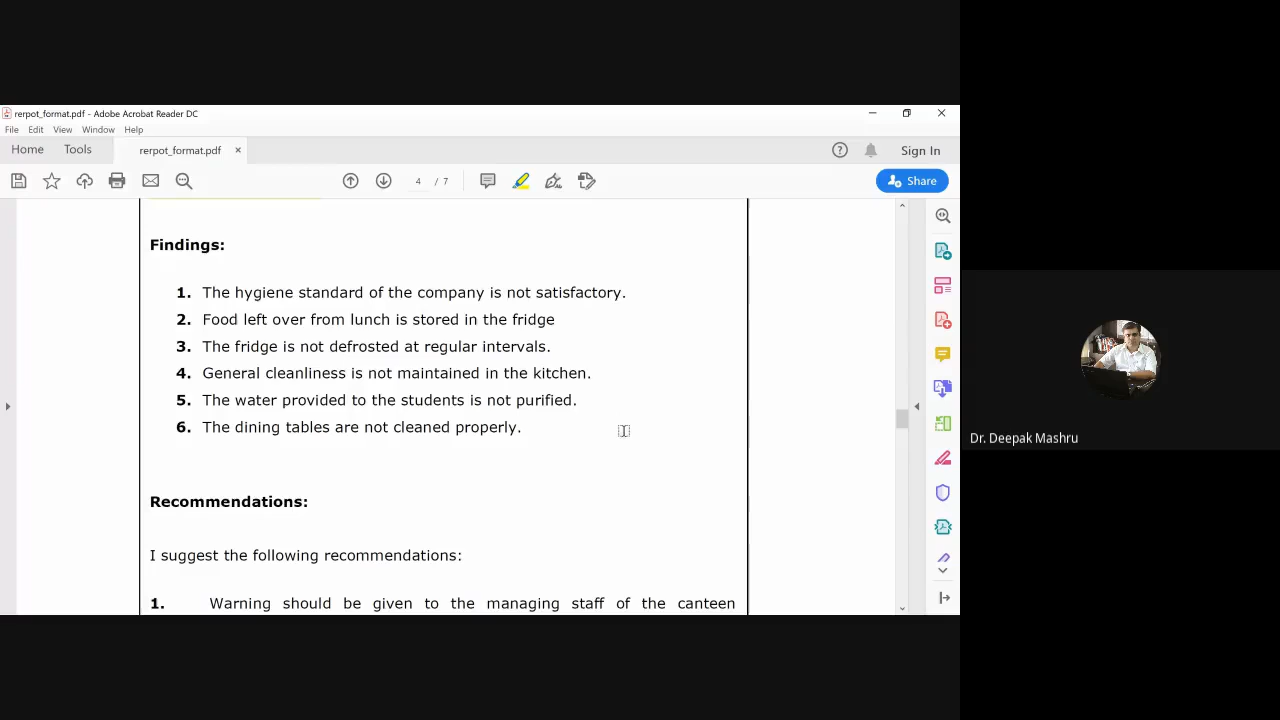 rerpot_format.pdf - Adobe Acrobat Reader DC
File Edit View Window Help
Home Tools rerpot_format.pdf × Sign In
4 / 7 Share
Findings:
1. The hygiene standard of the company is not satisfactory.
2. Food left over from lunch is stored in the fridge
3. The fridge is not defrosted at regular intervals.
4. General cleanliness is not maintained in the kitchen.
5. The water provided to the students is not purified.
6. The dining tables are not cleaned properly.
Recommendations:
I suggest the following recommendations:
1. Warning should be given to the managing staff of the canteen
Dr. Deepak Mashru